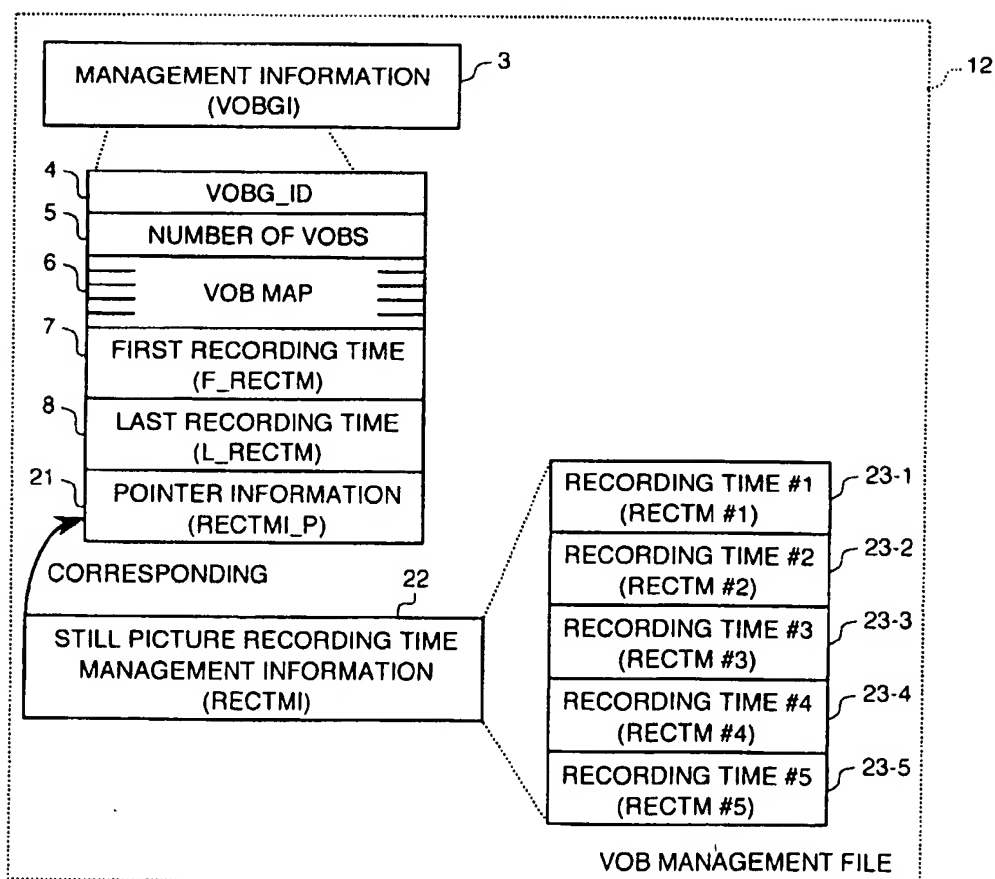 MANAGEMENT INFORMATION
(VOBGI)
3
12
4
VOBG_ID
5
NUMBER OF VOBS
6
VOB MAP
7
FIRST RECORDING TIME
(F_RECTM)
8
LAST RECORDING TIME
(L_RECTM)
21
POINTER INFORMATION
(RECTMI_P)
CORRESPONDING
22
STILL PICTURE RECORDING TIME
MANAGEMENT INFORMATION
(RECTMI)
RECORDING TIME #1
(RECTM #1)
23-1
RECORDING TIME #2
(RECTM #2)
23-2
RECORDING TIME #3
(RECTM #3)
23-3
RECORDING TIME #4
(RECTM #4)
23-4
RECORDING TIME #5
(RECTM #5)
23-5
VOB MANAGEMENT FILE